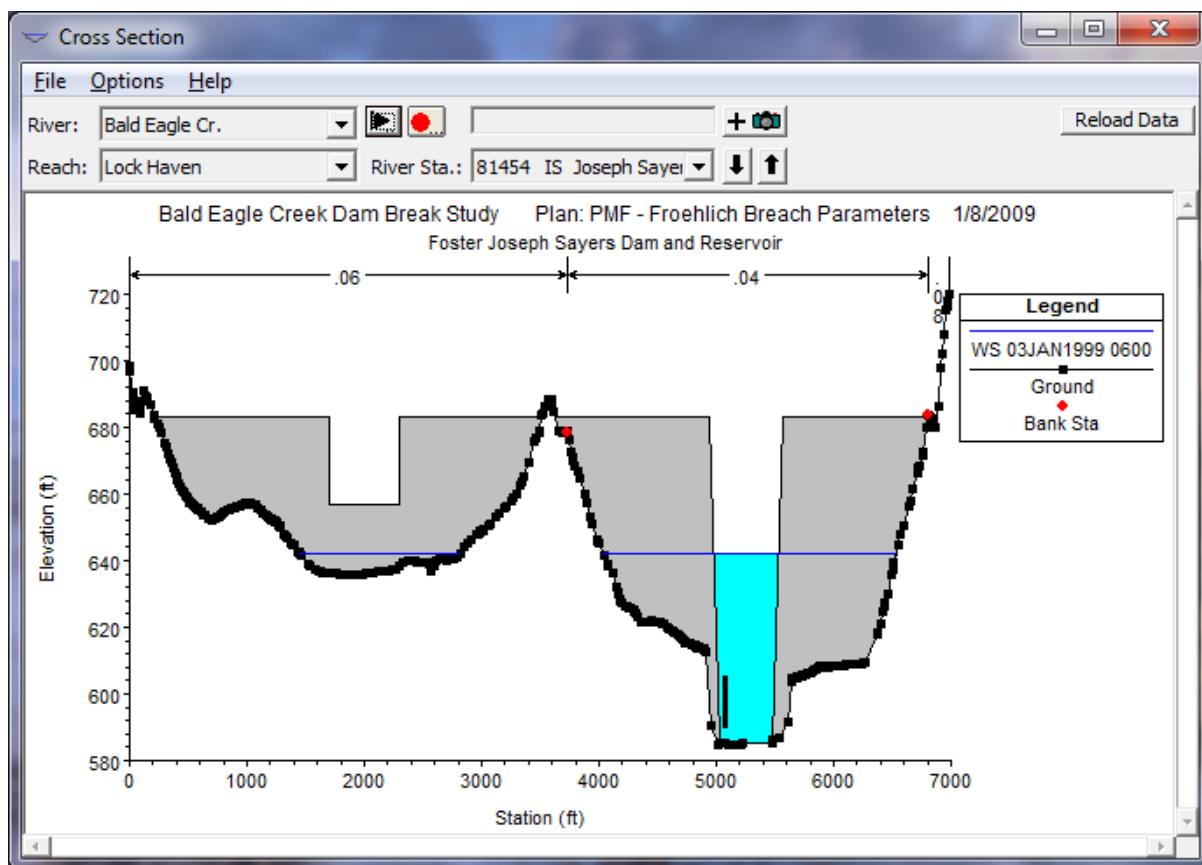 Cross Section
File Options Help
River: Bald Eagle Cr. Reload Data
Reach: Lock Haven River Sta.: 81454 IS Joseph Sayer
Bald Eagle Creek Dam Break Study Plan: PMF - Froehlich Breach Parameters 1/8/2009
Foster Joseph Sayers Dam and Reservoir
.06 .04 .08
Legend
WS 03JAN1999 0600
Ground
Bank Sta
Elevation (ft)
720
700
680
660
640
620
600
580
0 1000 2000 3000 4000 5000 6000 7000
Station (ft)